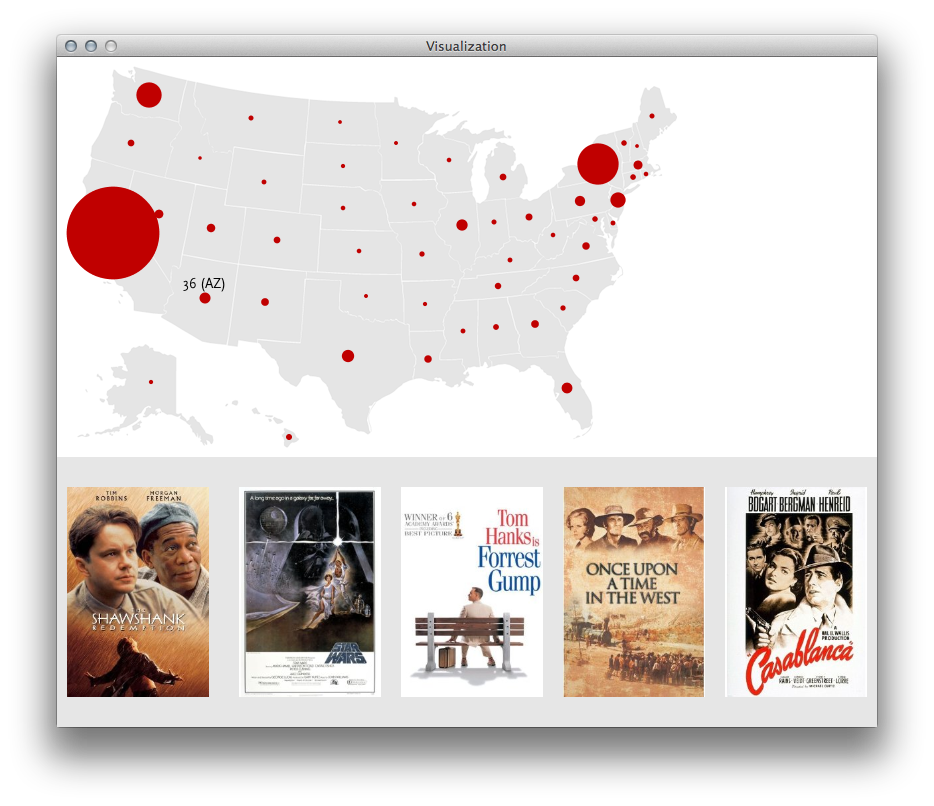 Visualization
36 (AZ)
TIM ROBBINS
MORGAN FREEMAN
THE
SHAWSHANK
REDEMPTION
A long time ago in a galaxy far, far away...
STAR
WARS
WINNER OF 6
ACADEMY AWARDS
BEST PICTURE
Tom
Hanks is
Forrest
Gump
ONCE UPON
A TIME
IN THE WEST
Humphrey Ingrid Paul
BOGART BERGMAN HENREID
A
HAL B. WALLIS
PRODUCTION
Casablanca